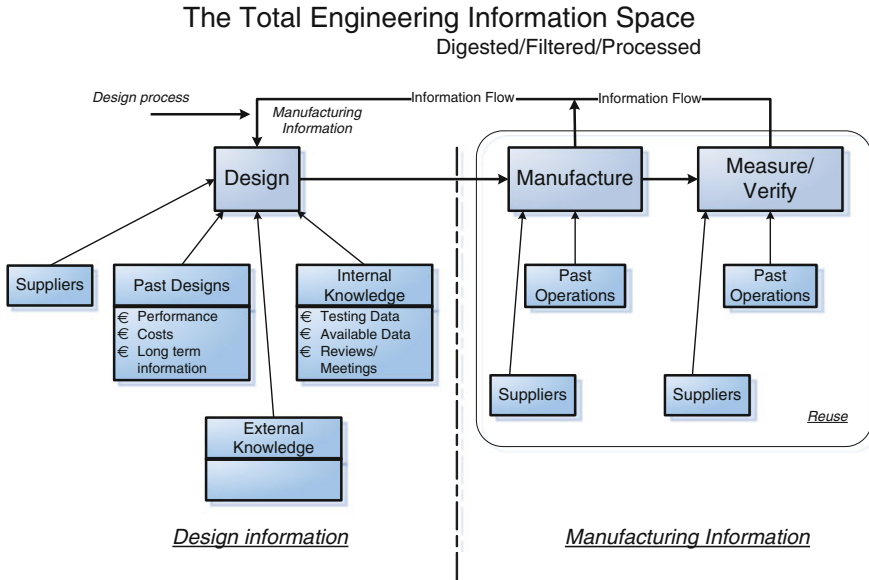 The Total Engineering Information Space
Digested/Filtered/Processed
Design process
Information Flow
Information Flow
Manufacturing
Information
Design
Manufacture
Measure/
Verify
Suppliers
Past Designs
€ Performance
€ Costs
€ Long term
information
Internal
Knowledge
€ Testing Data
€ Available Data
€ Reviews/
Meetings
Past
Operations
Past
Operations
Suppliers
Suppliers
Reuse
External
Knowledge
Design information
Manufacturing Information